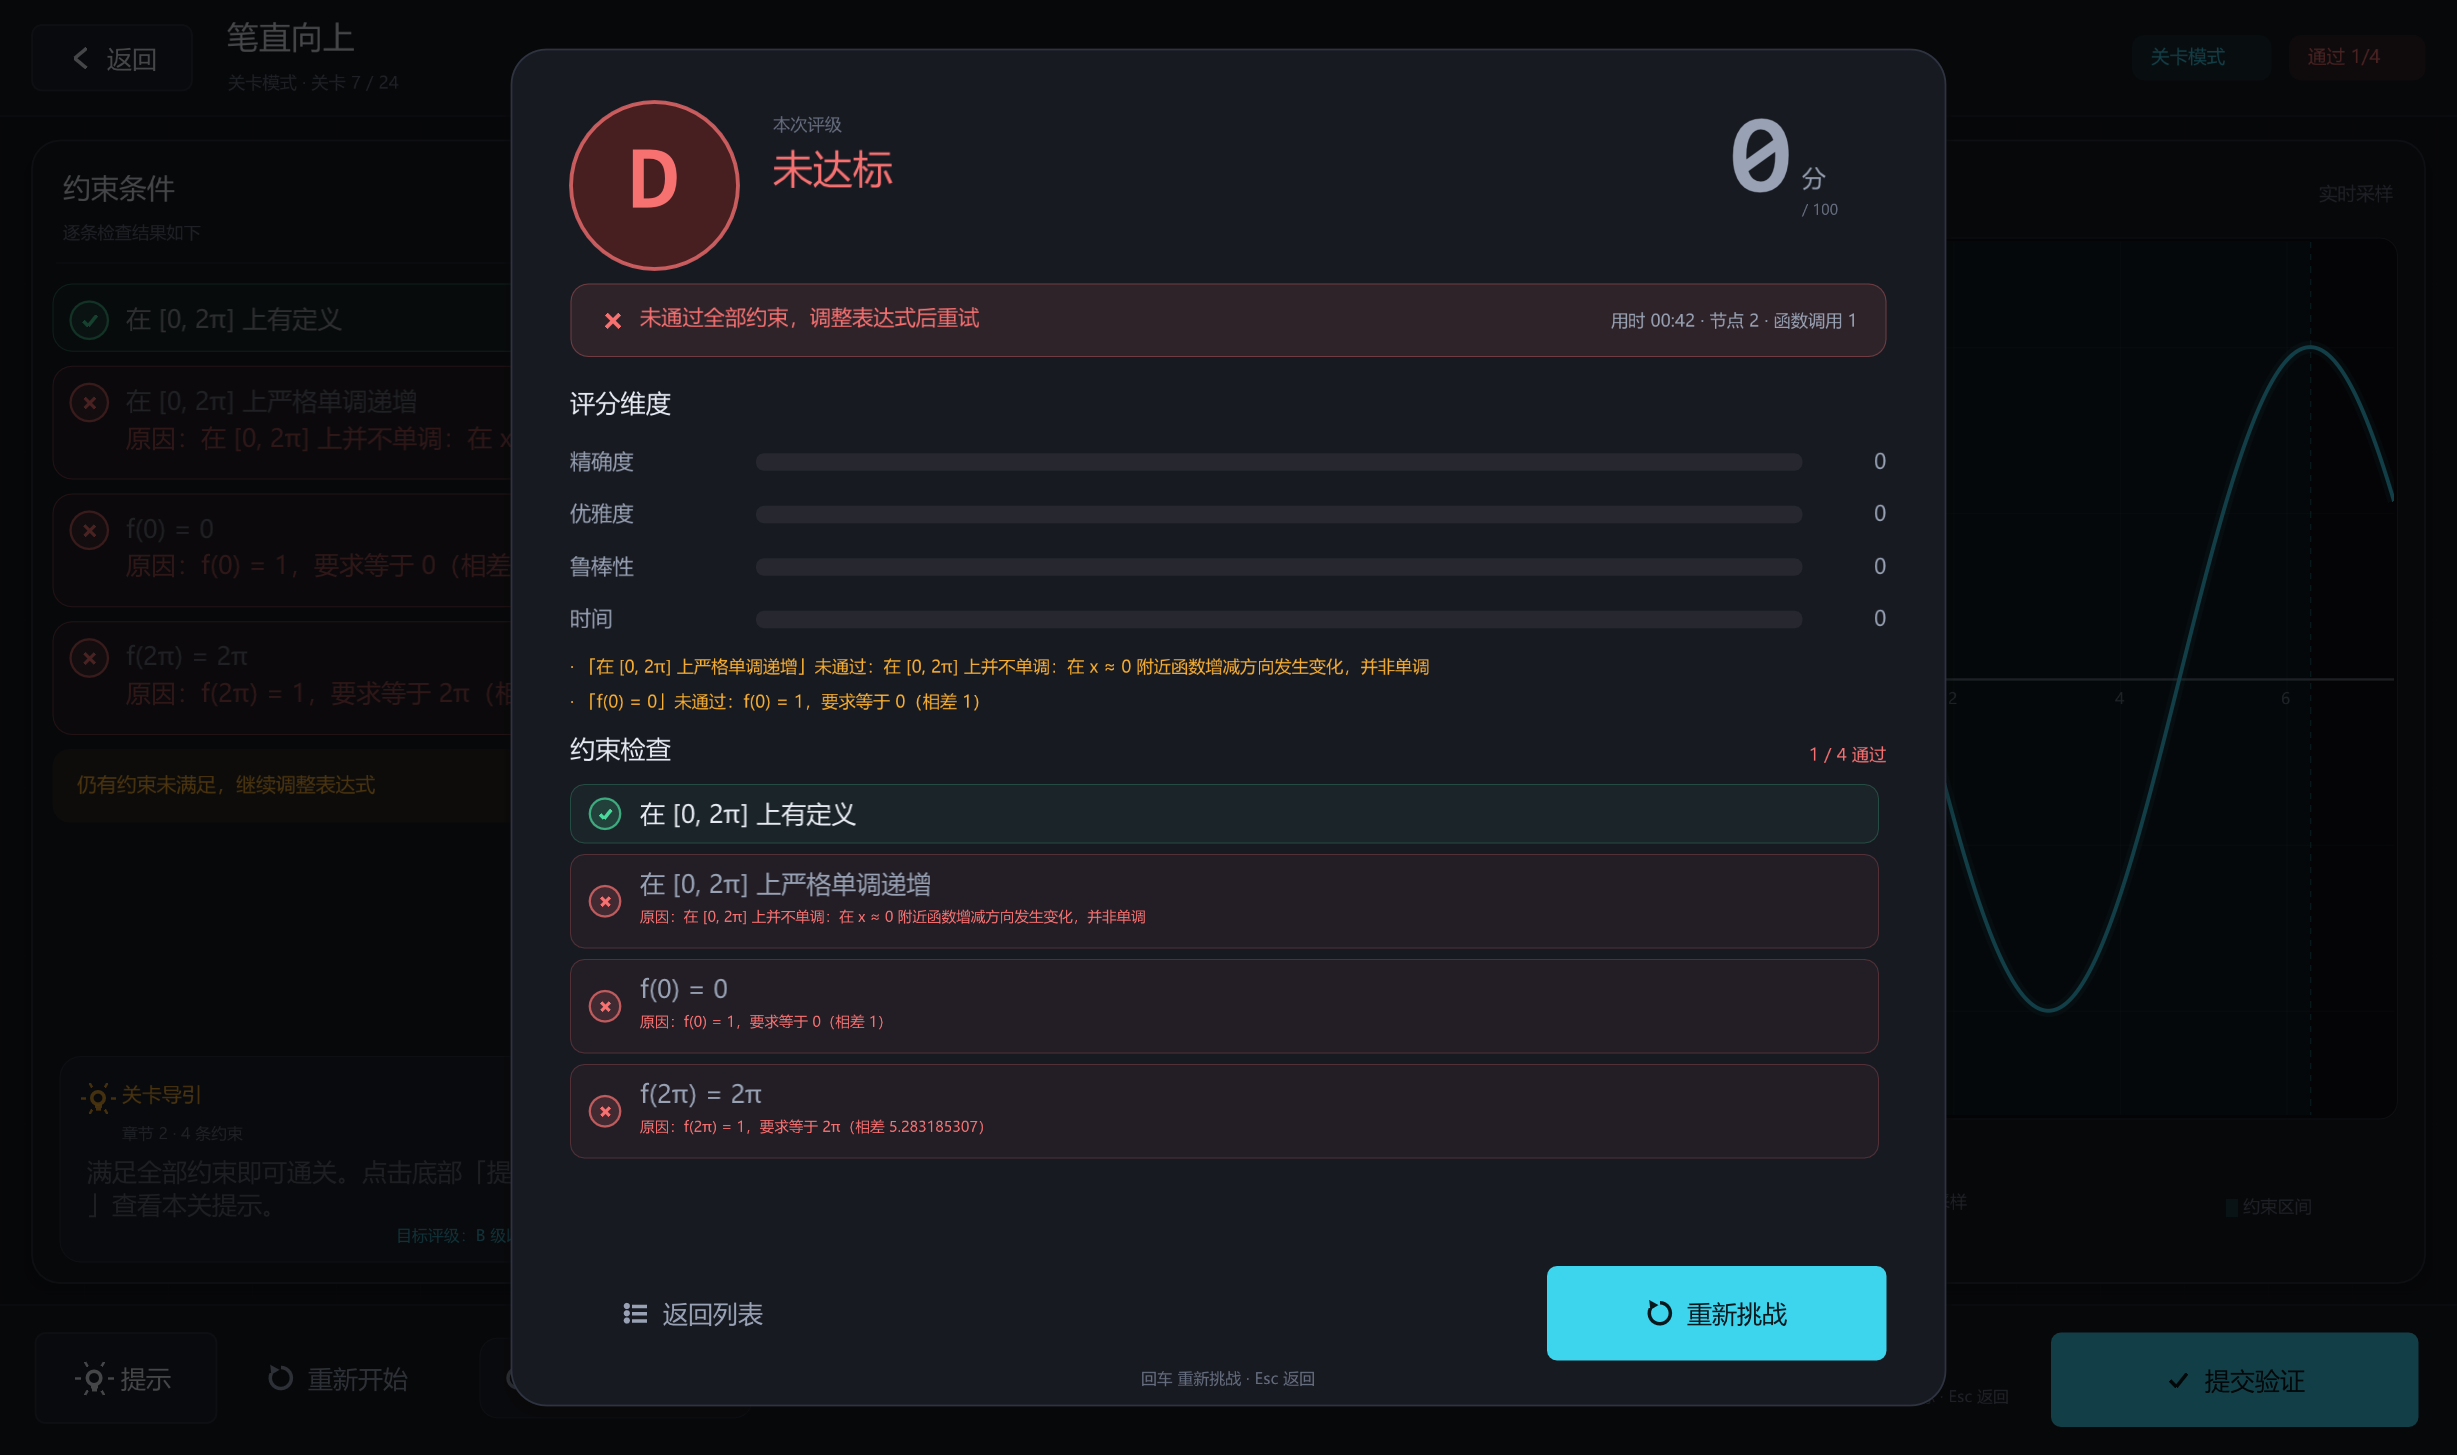 返回
笔直向上
关卡模式 · 关卡 7 / 24
关卡模式
通过 1/4
约束条件
逐条检查结果如下
在 [0, 2π] 上有定义
在 [0, 2π] 上严格单调递增
原因：在 [0, 2π] 上并不单调：在 x
f(0) = 0
原因：f(0) = 1，要求等于 0（相差
f(2π) = 2π
原因：f(2π) = 1，要求等于 2π（相
仍有约束未满足，继续调整表达式
关卡导引
章节 2 · 4 条约束
满足全部约束即可通关。点击底部「提
」查看本关提示。
目标评级：B 级
提示
重新开始
D
本次评级
未达标
0 分
/ 100
未通过全部约束，调整表达式后重试
用时 00:42 · 节点 2 · 函数调用 1
评分维度
精确度 0
优雅度 0
鲁棒性 0
时间 0
· 「在 [0, 2π] 上严格单调递增」未通过：在 [0, 2π] 上并不单调：在 x ≈ 0 附近函数增减方向发生变化，并非单调
· 「f(0) = 0」未通过：f(0) = 1，要求等于 0（相差 1）
约束检查
1 / 4 通过
在 [0, 2π] 上有定义
在 [0, 2π] 上严格单调递增
原因：在 [0, 2π] 上并不单调：在 x ≈ 0 附近函数增减方向发生变化，并非单调
f(0) = 0
原因：f(0) = 1，要求等于 0（相差 1）
f(2π) = 2π
原因：f(2π) = 1，要求等于 2π（相差 5.283185307）
返回列表
重新挑战
回车 重新挑战 · Esc 返回
实时采样
2
4
6
样
约束区间
· Esc 返回
提交验证